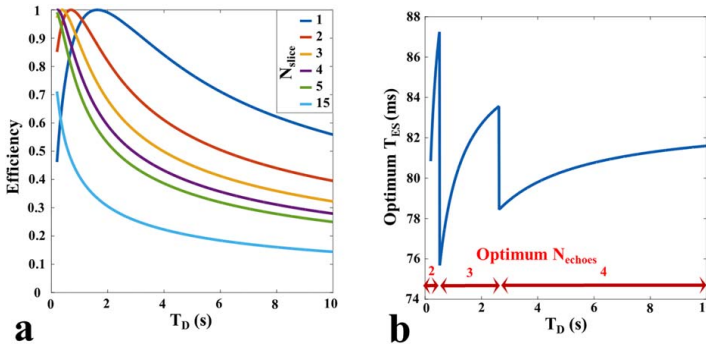 1
0.9
0.8
0.7
0.6
0.5
0.4
0.3
0.2
0.1
0
Efficiency
0 2 4 6 8 10
T_D (s)
N_slice
1
2
3
4
5
15
a
88
86
84
82
80
78
76
74
Optimum T_ES (ms)
Optimum N_echoes
2 3 4
0 2 4 6 8 10
T_D (s)
b